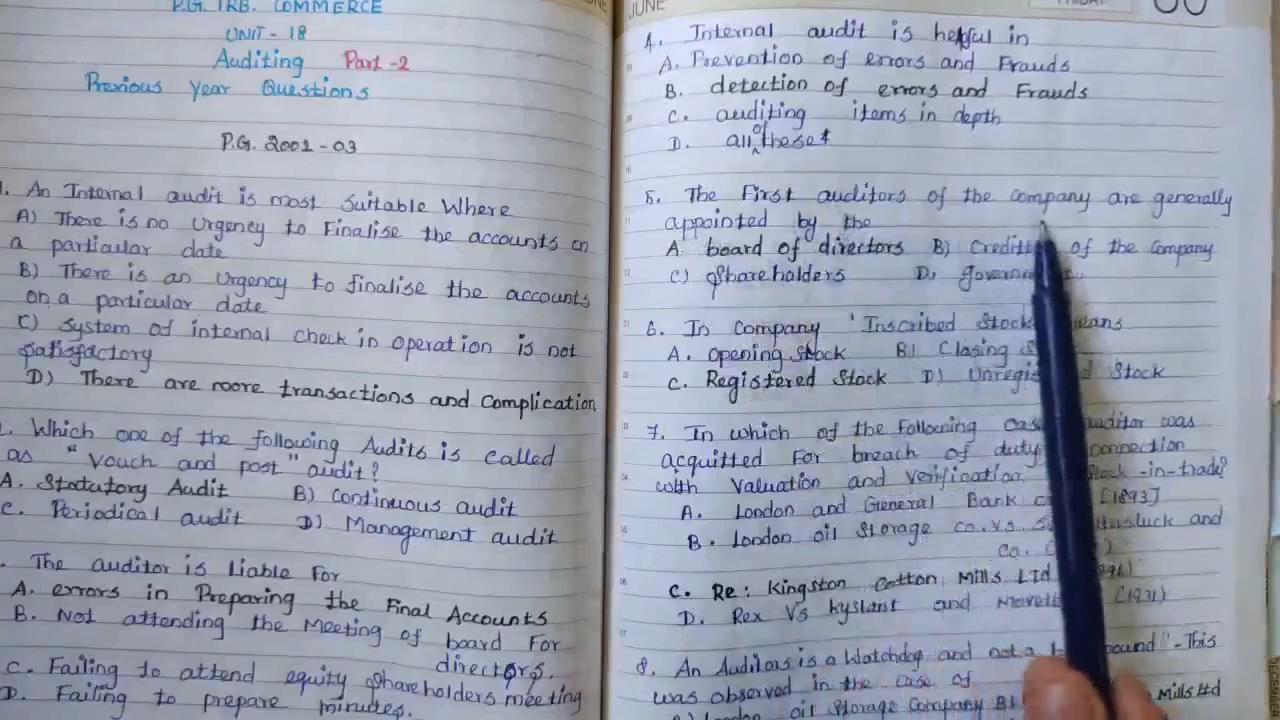 P.G. TRB. COMMERCE
UNIT - 18
Auditing Part-2
Previous Year Questions
P.G. 2001-03
1. An Internal audit is most Suitable Where
A) There is no Urgency to Finalise the accounts on
a particular date
B) There is an Urgency to finalise the accounts
on a particular date
C) System of internal check in operation is not
Satisfactory
D) There are more transactions and Complication
2. Which one of the following Audits is called
as "Vouch and post" audit?
A. Statutory Audit B) Continuous audit
C. Periodical audit D) Management audit
. The auditor is Liable For
A. errors in Preparing the Final Accounts
B. Not attending the Meeting of board For
directors.
C. Failing to attend equity Shareholders meeting
D. Failing to prepare minutes.
JUNE
4. Internal audit is helpful in
A. Prevention of errors and Frauds
B. detection of errors and Frauds
C. auditing items in depth
D. all of these
5. The First auditors of the company are generally
appointed by the
A. board of directors B) Credit of the Company
C) Shareholders D. govern
6. In Company 'Inscribed Stock
A. Opening Stock B) Closing
C. Registered Stock D) Stock
7. In which of the Following auditor was
acquitted For breach of duty connection
with Valuation and verification -in-trade?
A. London and General Bank [1893]
B. London oil Storage co. Vs. and
Co.
C. Re: Kingston Cotton Mills Ltd
D. Rex Vs kyslant and (1931)
8. An Auditors is a Watchdog and not a " - This
was observed in the case of
oil Storage Company B) Mills Ltd